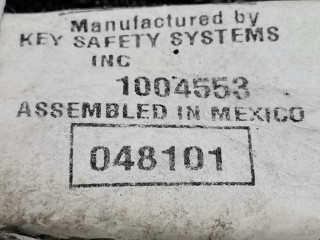 Manufactured by
KEY SAFETY SYSTEMS
INC
1004553
ASSEMBLED IN MEXICO
048101